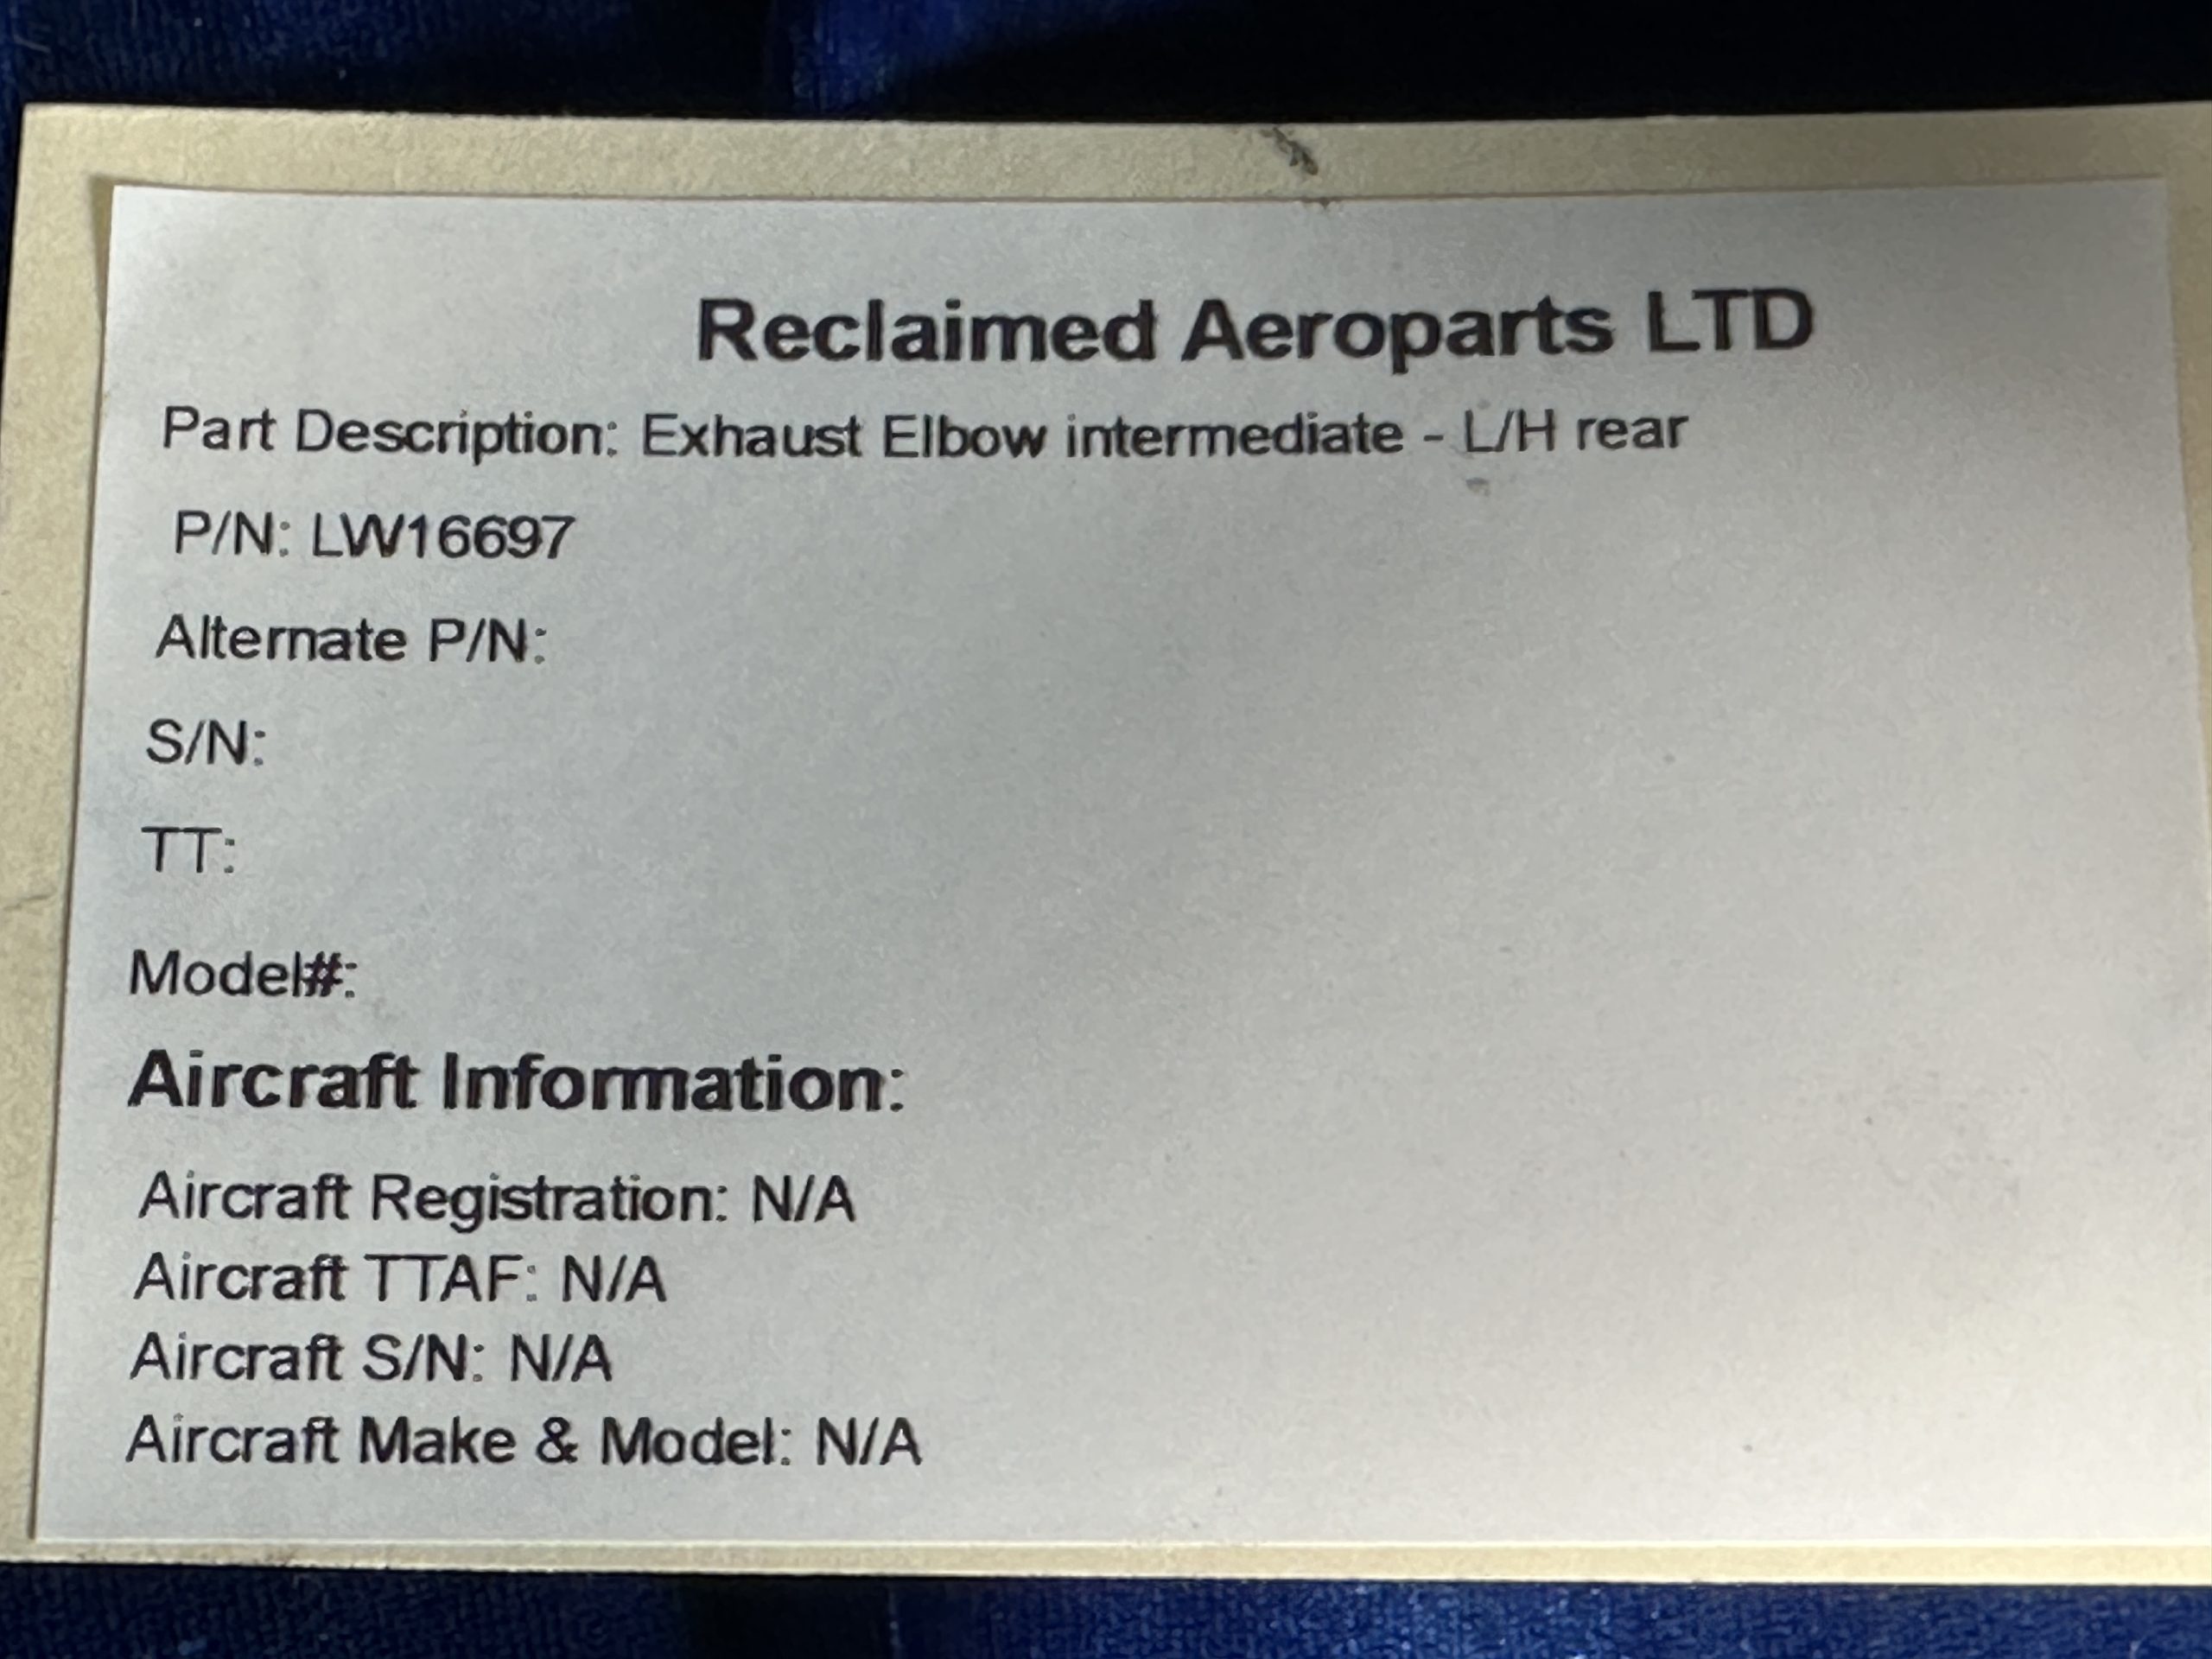 Reclaimed Aeroparts LTD
Part Description: Exhaust Elbow intermediate - L/H rear
P/N: LW16697
Alternate P/N:
S/N:
TT:
Model#:
Aircraft Information:
Aircraft Registration: N/A
Aircraft TTAF: N/A
Aircraft S/N: N/A
Aircraft Make & Model: N/A